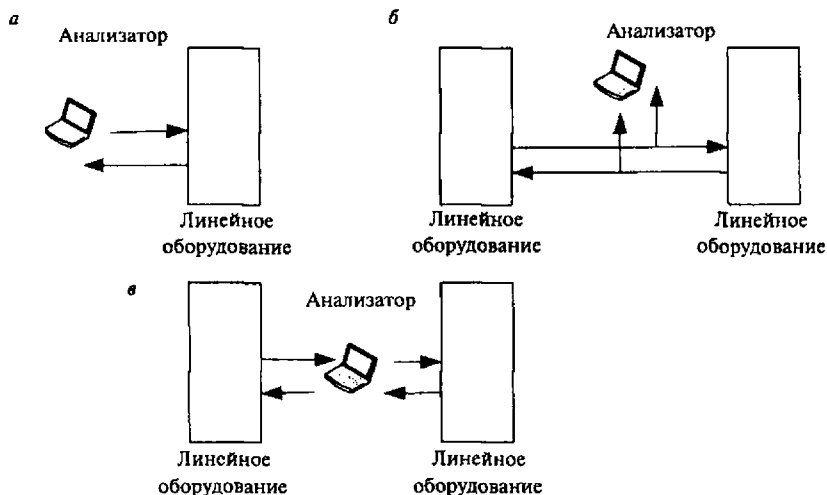 а
Анализатор
Линейное
оборудование
б
Анализатор
Линейное
оборудование
Линейное
оборудование
в
Анализатор
Линейное
оборудование
Линейное
оборудование